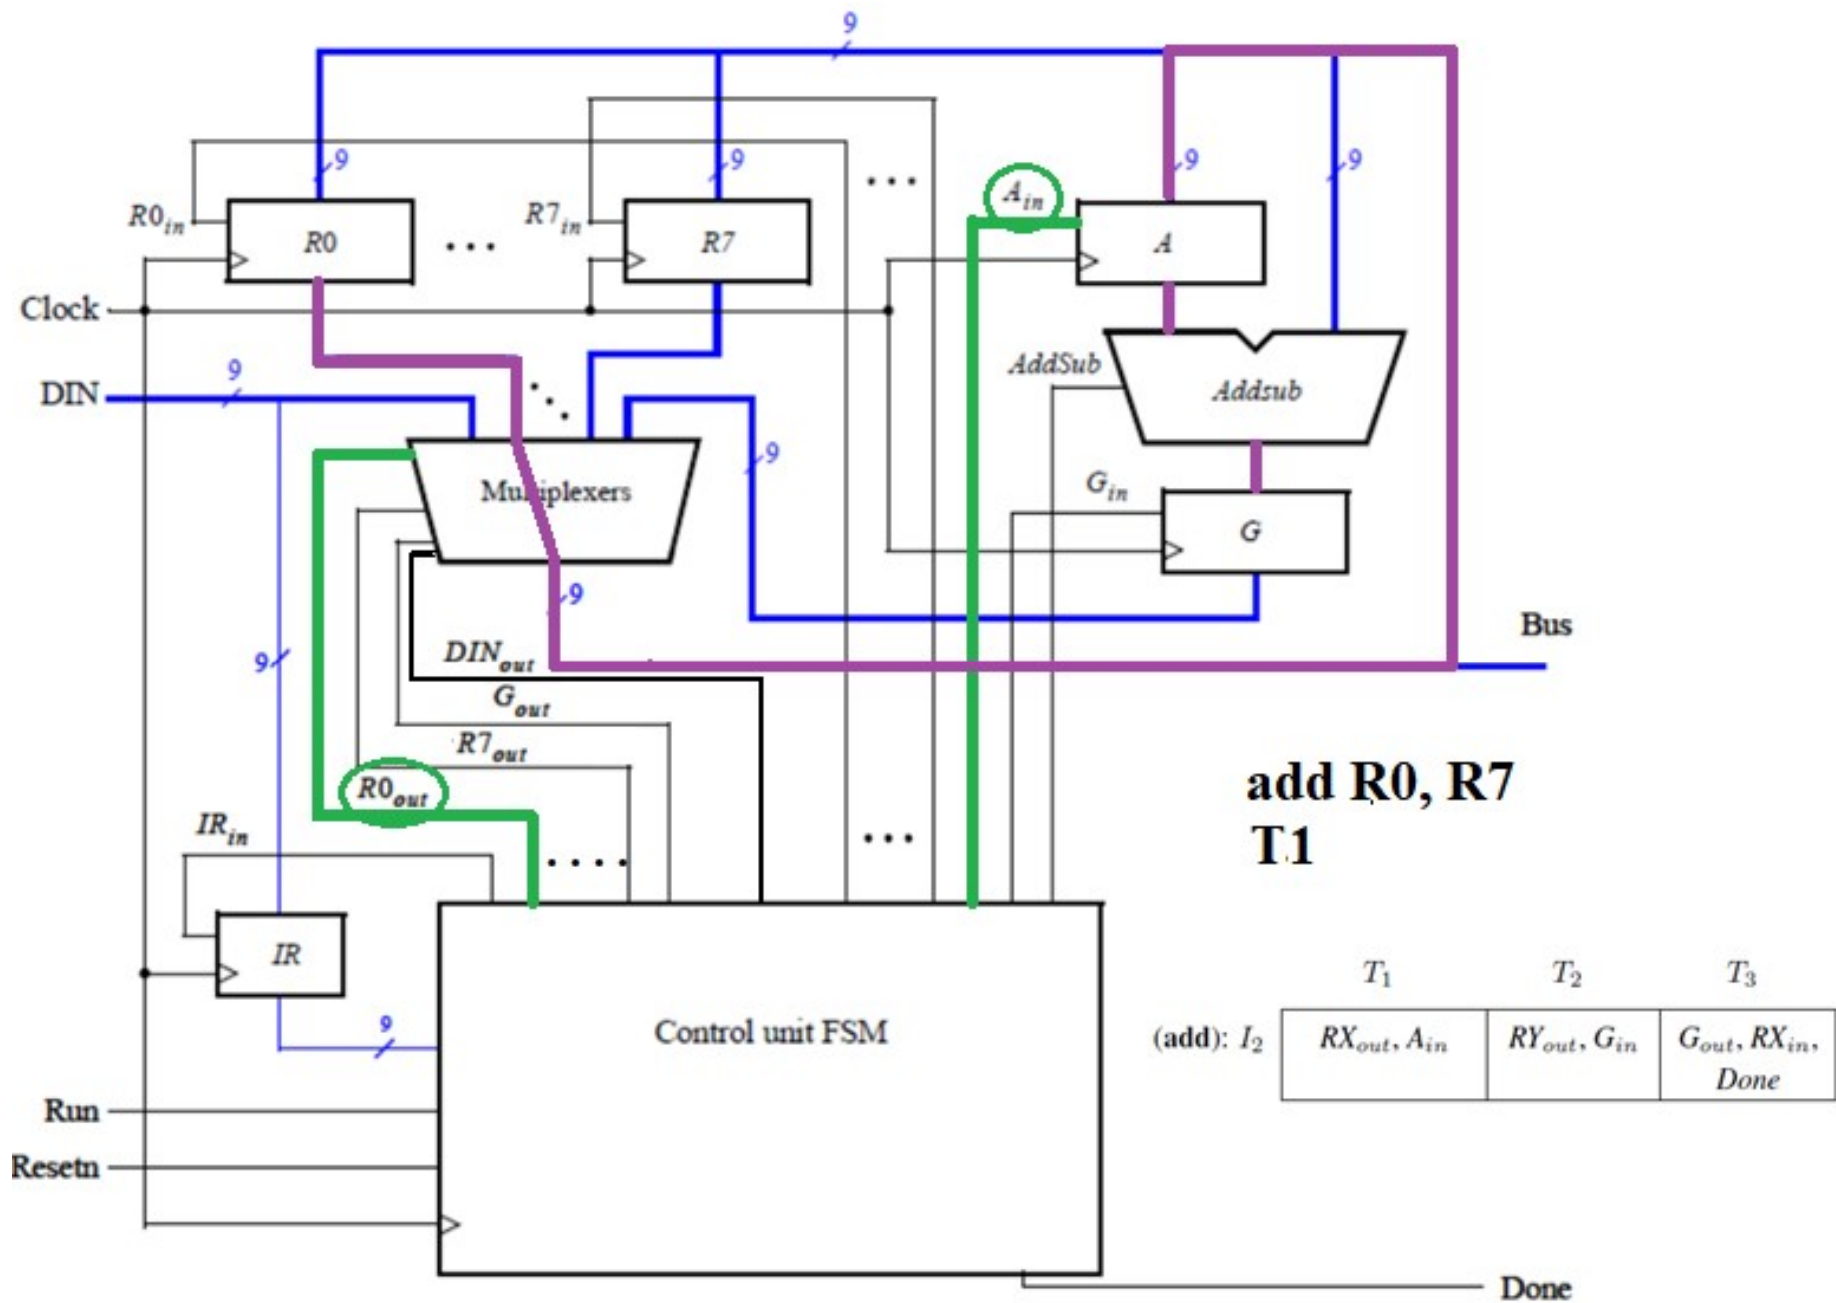 9
9 9 9 9
R0in R0 . . . R7in R7 . . . Ain A
Clock
DIN 9
AddSub Addsub
Multiplexers 9 Gin G
9
Bus
9 DINout
Gout
R7out
R0out
add R0, R7
T1
IRin . . . . . . .
IR
T1 T2 T3
9 Control unit FSM
(add): I2 RXout, Ain RYout, Gin Gout, RXin,
Done
Run
Resetn
Done